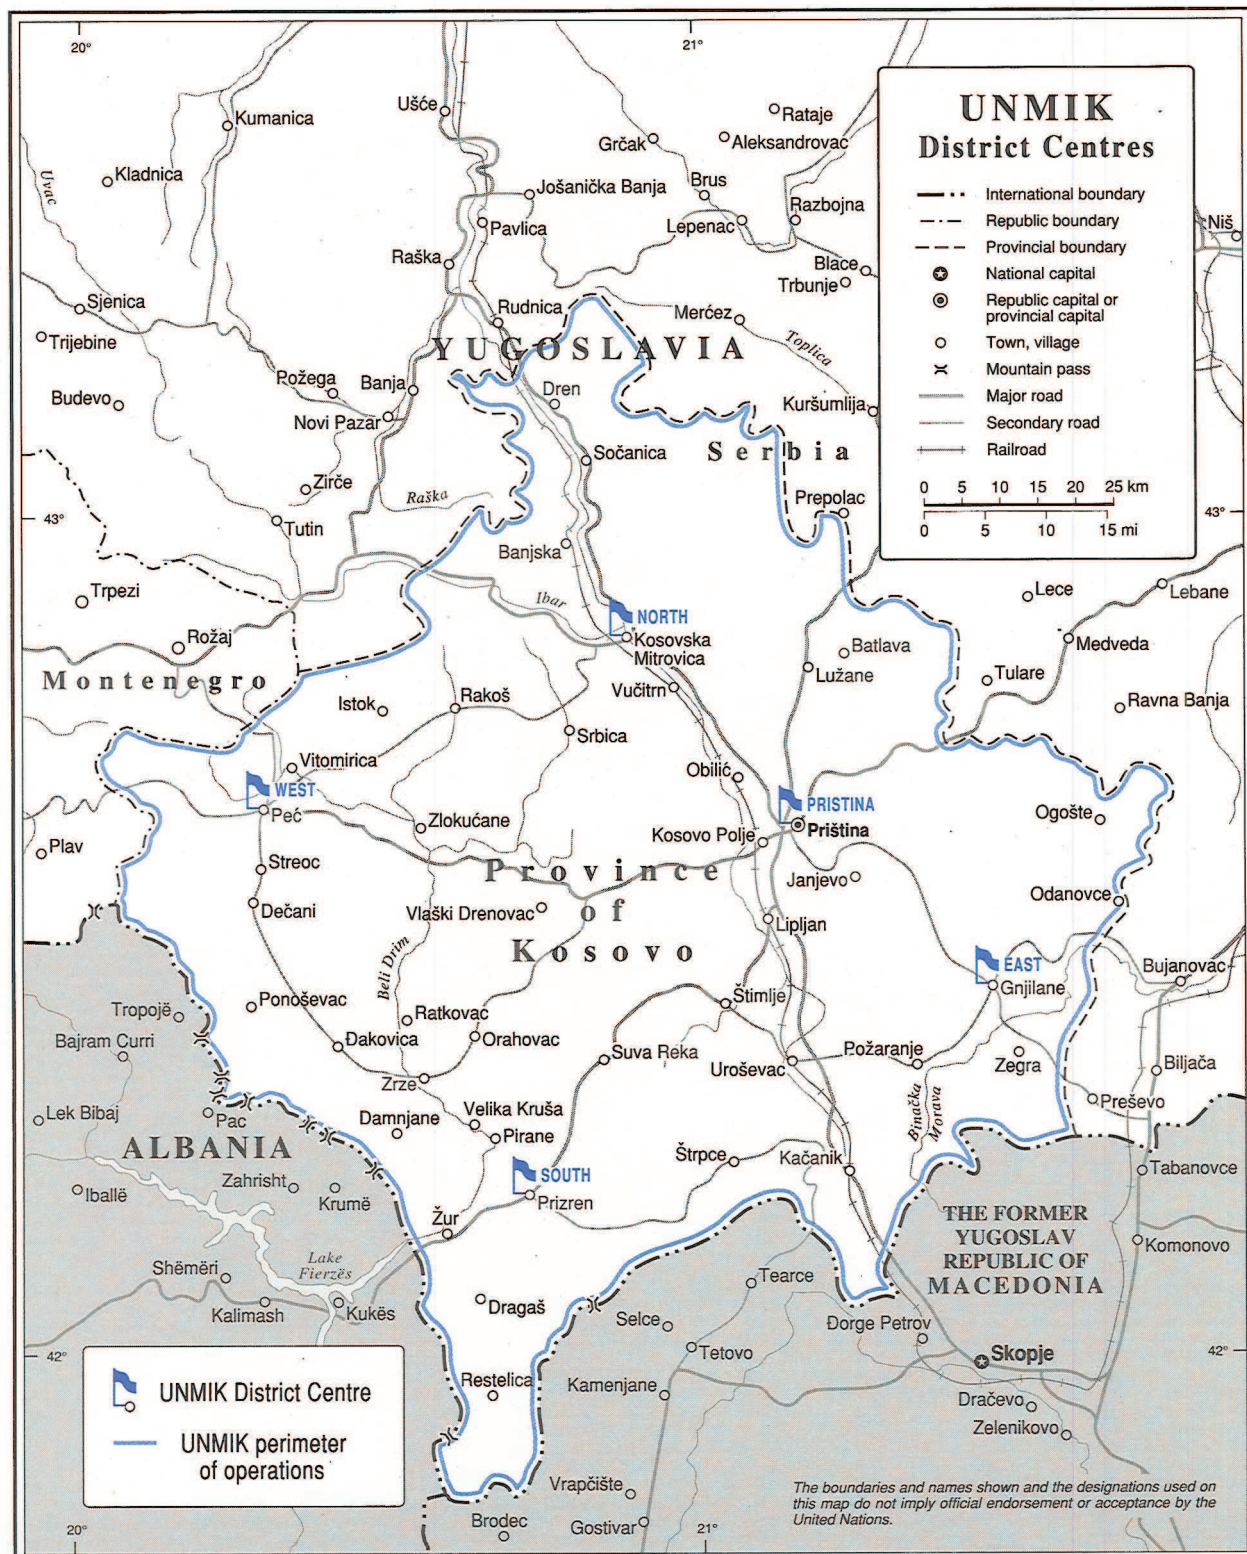 20°
21°
UNMIK
District Centres
International boundary
Republic boundary
Provincial boundary
National capital
Republic capital or
provincial capital
Town, village
Mountain pass
Major road
Secondary road
Railroad
0 5 10 15 20 25 km
0 5 10 15 mi
Ušće
Kumanica
Rataje
Grčak
Aleksandrovac
Kladnica
Uvac
Jošanička Banja
Brus
Razbojna
Pavlica
Lepenac
Niš
Raška
Blace
Trbunje
Sjenica
Rudnica
Merćez
Trijebine
YUGOSLAVIA
Toplica
Požega
Banja
Dren
Budevo
Novi Pazar
Kuršumlija
Sočanica
Serbia
Zirče
Raška
Prepolac
43°
43°
Tutin
Banjska
Trpezi
Ibar
Lece
Lebane
NORTH
Kosovska
Mitrovica
Rožaj
Batlava
Medveda
Montenegro
Lužane
Tulare
Vučitrn
Istok
Rakoš
Ravna Banja
Srbica
Vitomirica
Obilić
WEST
Peć
PRISTINA
Priština
Ogošte
Zlokućane
Kosovo Polje
Plav
Streoc
Province
of
Kosovo
Janjevo
Dečani
Vlaški Drenovac
Odanovce
Lipljan
Beli Drim
EAST
Gnjilane
Bujanovac
Tropojë
Ponoševac
Ratkovac
Štimlje
Bajram Curri
Đakovica
Orahovac
Suva Reka
Uroševac
Požaranje
Zegra
Biljača
Zrze
Lek Bibaj
Pac
Damnjane
Velika Kruša
Pirane
Binačka
Morava
Preševo
ALBANIA
Štrpce
Kačanik
Tabanovce
Iballë
Zahrisht
Krumë
SOUTH
Prizren
Žur
THE FORMER
YUGOSLAV
REPUBLIC OF
MACEDONIA
Komonovo
Lake
Fierzës
Shëmëri
Tearce
Kalimash
Kukës
Dragaš
Selce
Đorge Petrov
42°
42°
Tetovo
Skopje
UNMIK District Centre
UNMIK perimeter
of operations
Restelica
Kamenjane
Dračevo
Zelenikovo
Vrapčište
The boundaries and names shown and the designations used on
this map do not imply official endorsement or acceptance by the
United Nations.
Brodec
Gostivar
20°
21°